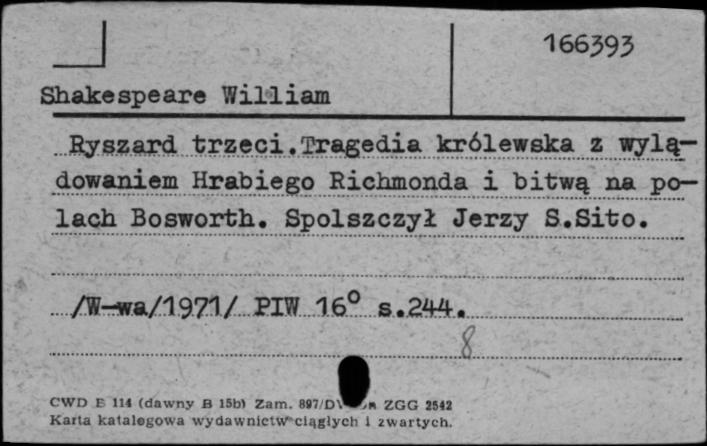 166393
Shakespeare William
Ryszard trzeci.Tragedia królewska z wylą-
dowaniem Hrabiego Richmonda i bitwą na po-
lach Bosworth. Spolszczył Jerzy S.Sito.
/W-wa/1971/ PIW 16° s.244.
8
CWD E 114 (dawny B 15b) Zam. 897/D ZGG 2542
Karta katalogowa wydawnictw ciągłych i zwartych.